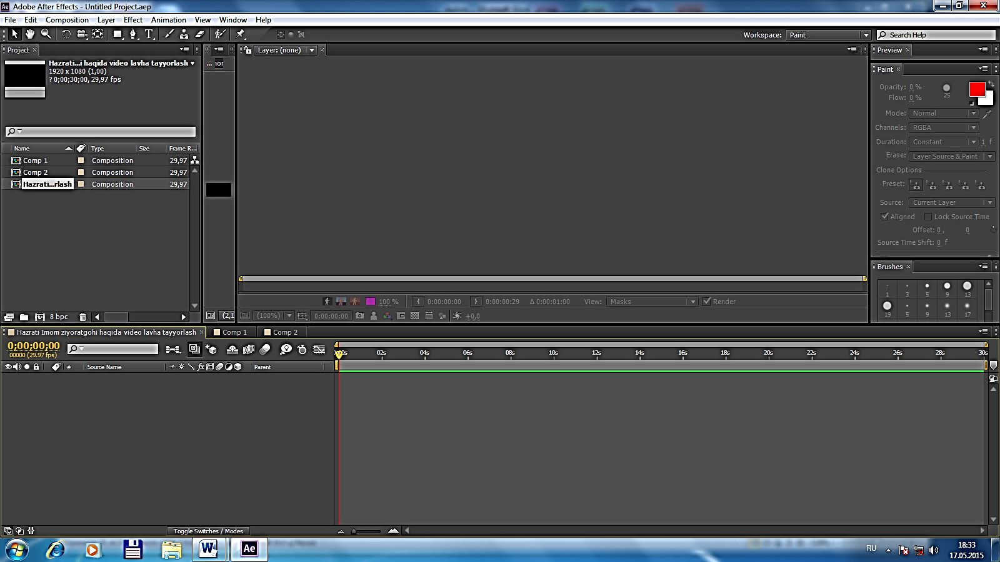 Adobe After Effects - Untitled Project.aep
File Edit Composition Layer Effect Animation View Window Help
Workspace: Paint
Search Help
Project
Hazrati...i haqida video lavha tayyorlash
1920 x 1080 (1,00)
? 0;00;30;00, 29,97 fps
Name Type Size Frame R...
Comp 1 Composition 29,97
Comp 2 Composition 29,97
Hazrati...rlash Composition 29,97
8 bpc
Layer: (none)
100 %
0:00:00:00
0:00:00:29
Δ 0:00:01:00
View: Masks
Render
(2,1
(100%)
0:00:00:00
+0,0
Preview
Paint
Opacity: 0 %
Flow: 0 %
25
Mode: Normal
Channels: RGBA
Duration: Constant 1 f
Erase: Layer Source & Paint
Clone Options
Preset:
Source: Current Layer
Aligned Lock Source Time
Offset: 0 , 0
Source Time Shift: 0 f
Brushes
1 3 5 9 13
19 5 9 13 17
Hazrati Imom ziyoratgohi haqida video lavha tayyorlash
Comp 1
Comp 2
0;00;00;00
00000 (29.97 fps)
# Source Name Parent
02s 04s 06s 08s 10s 12s 14s 16s 18s 20s 22s 24s 26s 28s 30s
Toggle Switches / Modes
Ae
RU
18:33
17.05.2015